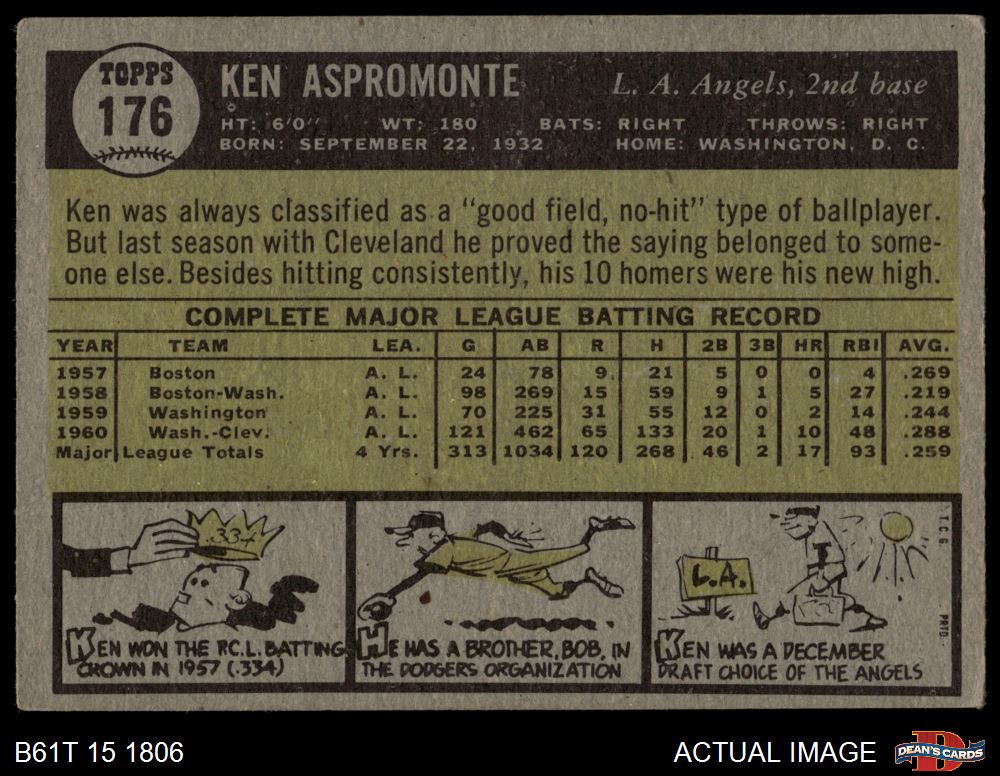 TOPPS
176
KEN ASPROMONTE
L. A. Angels, 2nd base
HT: 6'0" WT: 180 BATS: RIGHT THROWS: RIGHT
BORN: SEPTEMBER 22, 1932 HOME: WASHINGTON, D. C.
Ken was always classified as a "good field, no-hit" type of ballplayer.
But last season with Cleveland he proved the saying belonged to some-
one else. Besides hitting consistently, his 10 homers were his new high.
COMPLETE MAJOR LEAGUE BATTING RECORD
YEAR TEAM LEA. G AB R H 2B 3B HR RBI AVG.
1957 Boston A. L. 24 78 9 21 5 0 0 4 .269
1958 Boston-Wash. A. L. 98 269 15 59 9 1 5 27 .219
1959 Washington A. L. 70 225 31 55 12 0 2 14 .244
1960 Wash.-Clev. A. L. 121 462 65 133 20 1 10 48 .288
Major League Totals 4 Yrs. 313 1034 120 268 46 2 17 93 .259
.334
KEN WON THE P.C.L. BATTING
CROWN IN 1957 (.334)
HE HAS A BROTHER, BOB, IN
THE DODGERS ORGANIZATION
L.A.
KEN WAS A DECEMBER
DRAFT CHOICE OF THE ANGELS
T.C.G.
PRTD.
B61T 15 1806
ACTUAL IMAGE
DEAN'S CARDS